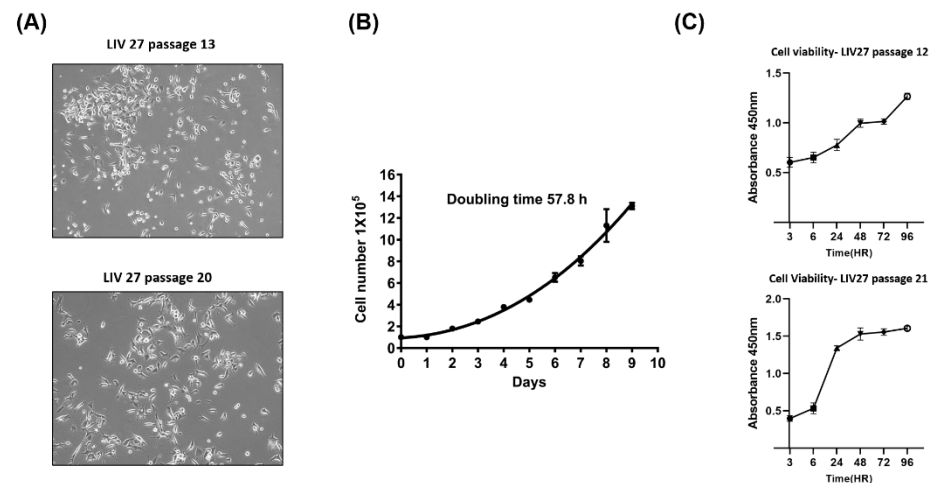 (A)
LIV 27 passage 13
LIV 27 passage 20
(B)
Doubling time 57.8 h
Cell number 1X10⁵
16
14
12
10
8
6
4
2
0
0 1 2 3 4 5 6 7 8 9 10
Days
(C)
Cell viability- LIV27 passage 12
Absorbance 450nm
1.5
1.0
0.5
3 6 24 48 72 96
Time(HR)
Cell Viability- LIV27 passage 21
Absorbance 450nm
2.0
1.5
1.0
0.5
3 6 24 48 72 96
Time(HR)